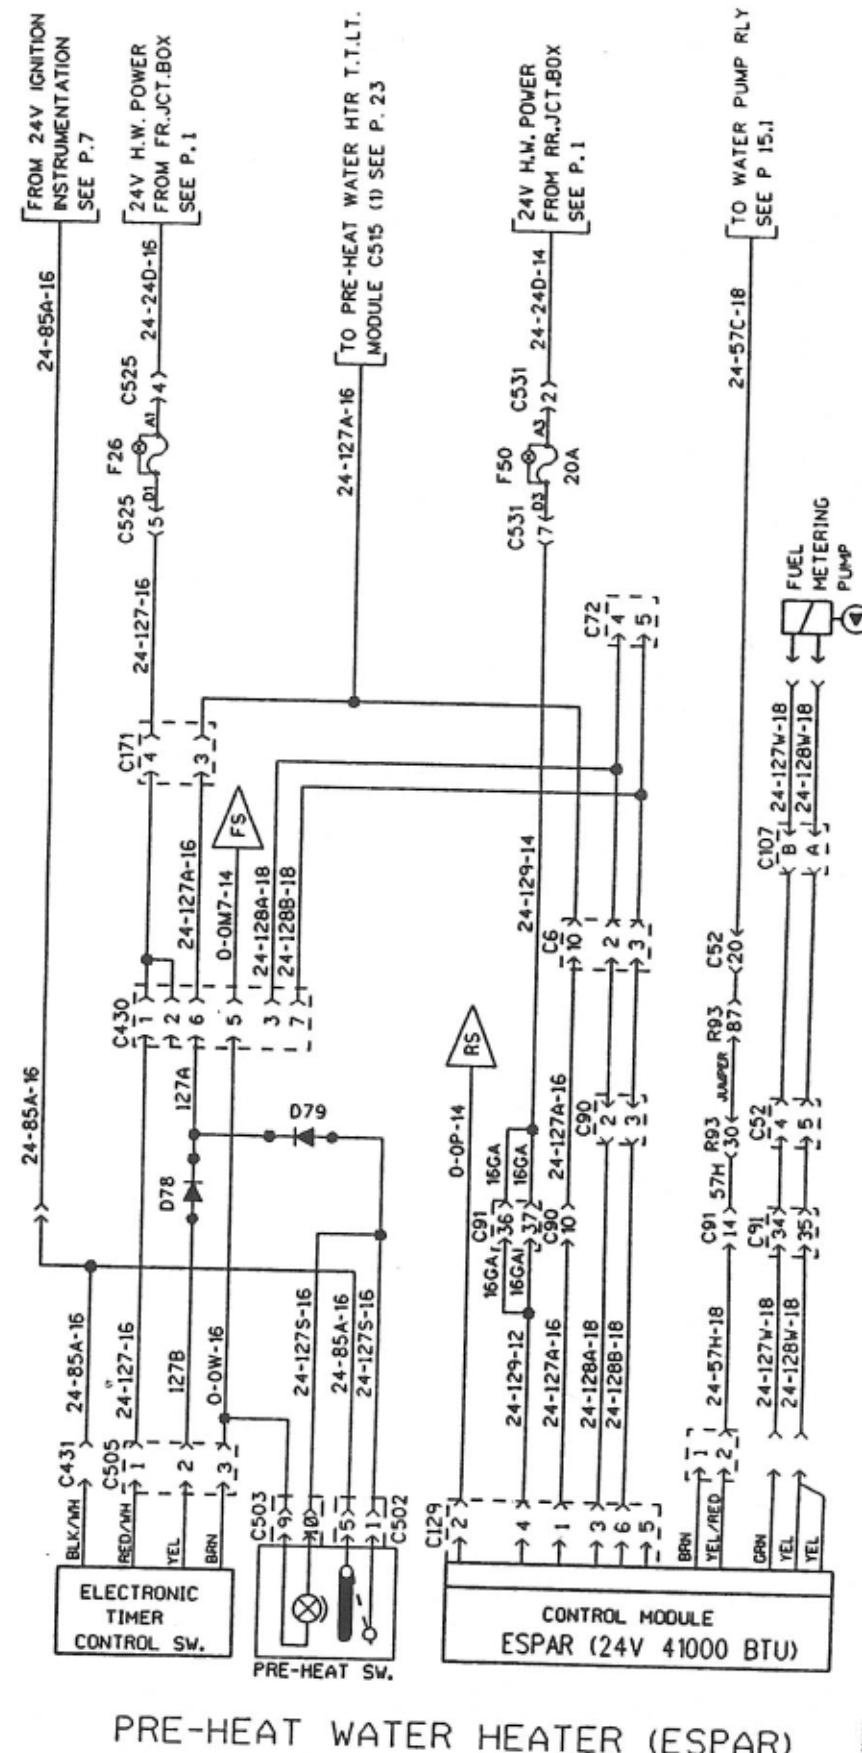 FROM 24V IGNITION
INSTRUMENTATION
SEE P.7
24V H.W. POWER
FROM FR.JCT.BOX
SEE P.1
TO PRE-HEAT WATER HTR T.T.LT.
MODULE C515 (1) SEE P.23
24V H.W. POWER
FROM RR.JCT.BOX
SEE P.1
TO WATER PUMP RLY
SEE P 15.1
24-85A-16
24-24D-16
C525
4
A1
F26
D1
C525
5
24-127-16
24-127A-16
24-24D-14
C531
2
A3
F50
20A
D3
C531
7
24-57C-18
FUEL
METERING
PUMP
C72
4
5
C171
4
3
24-127A-16
FS
0-0M7-14
24-128A-18
24-128B-18
24-129-14
24-127W-18
24-128W-18
C107
B
A
C430
1
2
6
5
3
7
C6
10
2
3
C52
20
R93
87
JUMPER
R93
30
57H
C91
14
24-85A-16
127A
D79
D78
RS
0-0P-14
16GA
16GA
24-127A-16
C90
2
3
C52
4
5
C91
36
37
16GA
16GA
C90
10
C91
34
35
24-85A-16
24-127-16
127B
0-0W-16
24-127S-16
24-85A-16
24-127S-16
24-129-12
24-127A-16
24-128A-18
24-128B-18
24-57H-18
24-127W-18
24-128W-18
C431
C505
1
2
3
C503
9
10
5
1
C502
C129
2
4
1
3
6
5
1
2
BLK/WH
RED/WH
YEL
BRN
BRN
YEL/RED
GRN
YEL
YEL
ELECTRONIC
TIMER
CONTROL SW.
PRE-HEAT SW.
CONTROL MODULE
ESPAR (24V 41000 BTU)
PRE-HEAT WATER HEATER (ESPAR)